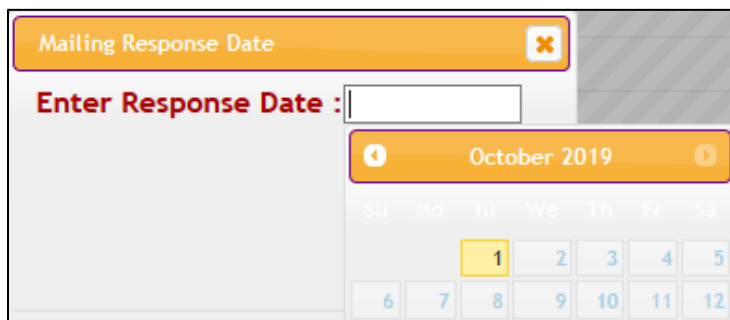 Mailing Response Date
Enter Response Date :
October 2019
Su Mo Tu We Th Fr Sa
1 2 3 4 5
6 7 8 9 10 11 12